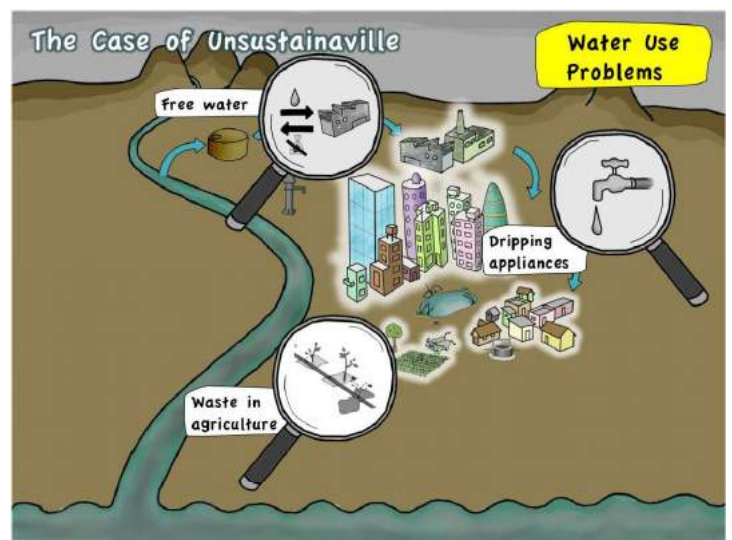 The Case of Unsustainaville
Water Use
Problems
Free water
Dripping
appliances
Waste in
agriculture